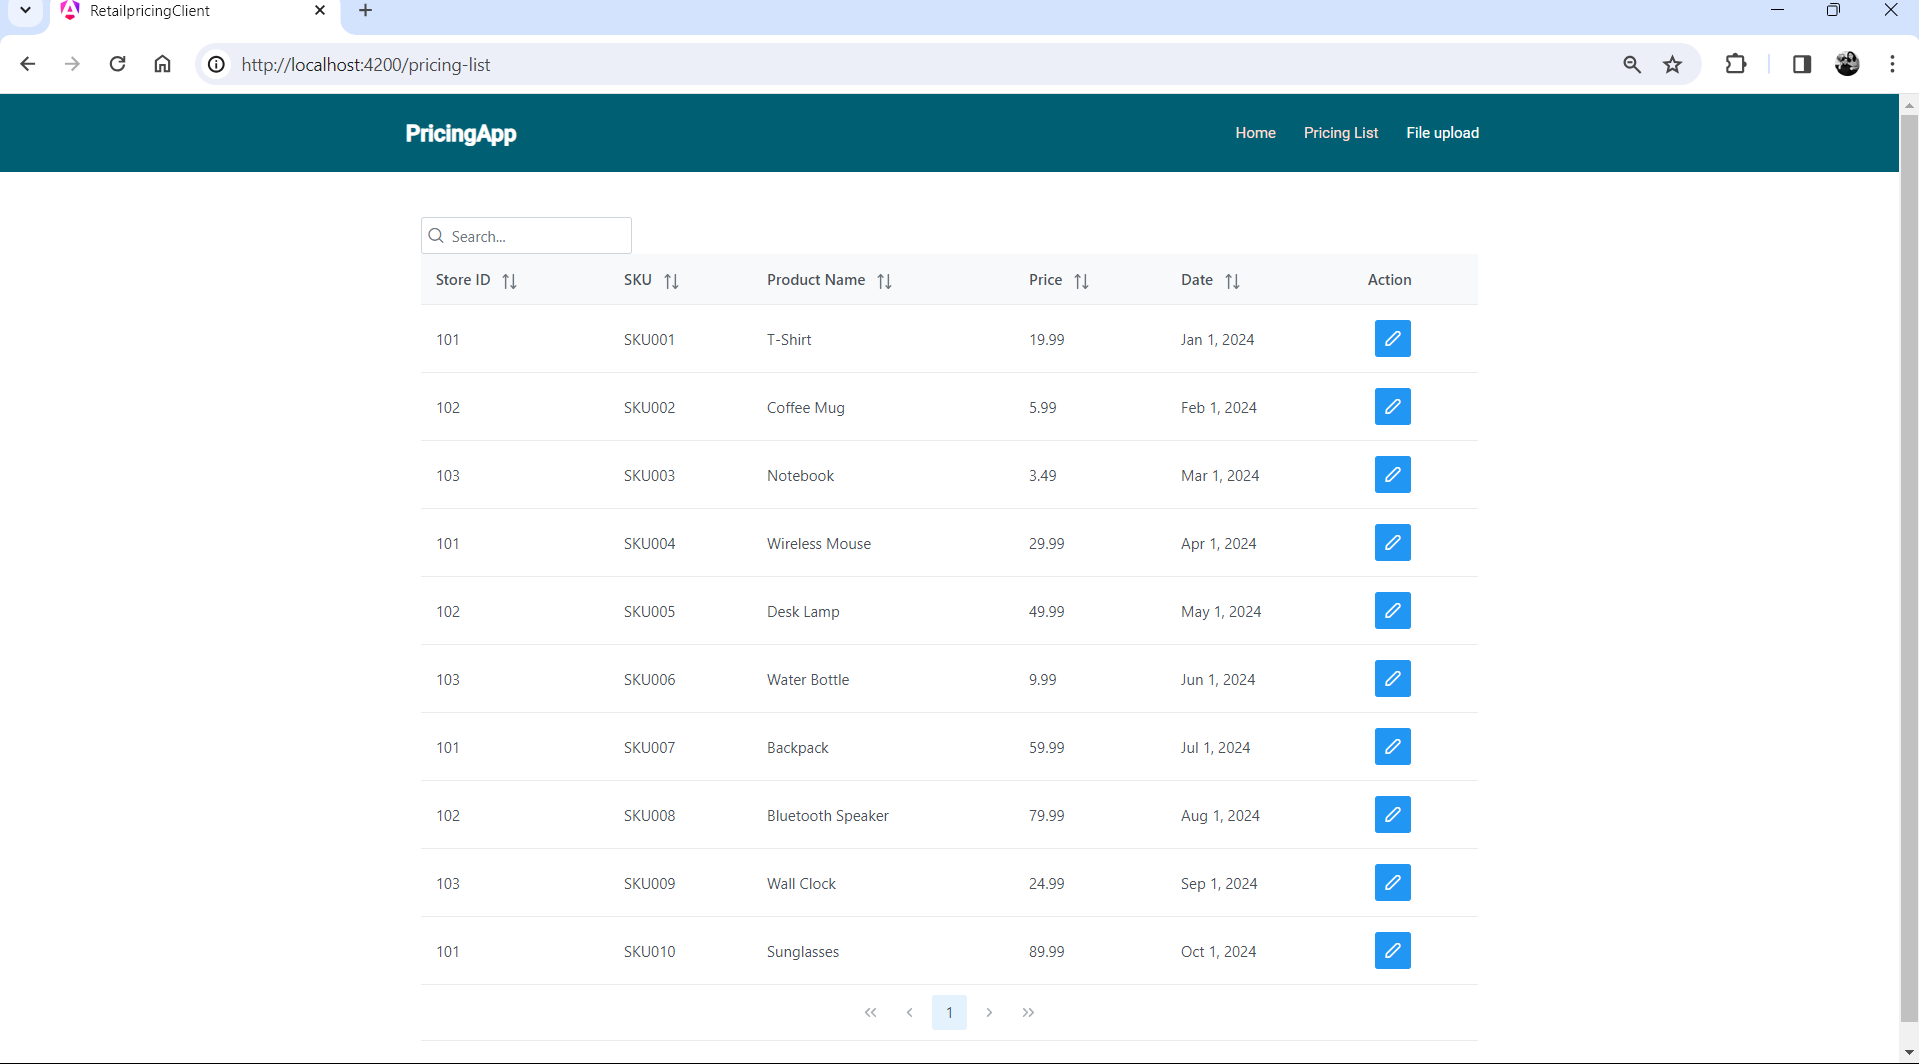 RetailpricingClient
http://localhost:4200/pricing-list
PricingApp Home Pricing List File upload
Search...
Store ID SKU Product Name Price Date Action
101 SKU001 T-Shirt 19.99 Jan 1, 2024
102 SKU002 Coffee Mug 5.99 Feb 1, 2024
103 SKU003 Notebook 3.49 Mar 1, 2024
101 SKU004 Wireless Mouse 29.99 Apr 1, 2024
102 SKU005 Desk Lamp 49.99 May 1, 2024
103 SKU006 Water Bottle 9.99 Jun 1, 2024
101 SKU007 Backpack 59.99 Jul 1, 2024
102 SKU008 Bluetooth Speaker 79.99 Aug 1, 2024
103 SKU009 Wall Clock 24.99 Sep 1, 2024
101 SKU010 Sunglasses 89.99 Oct 1, 2024
1